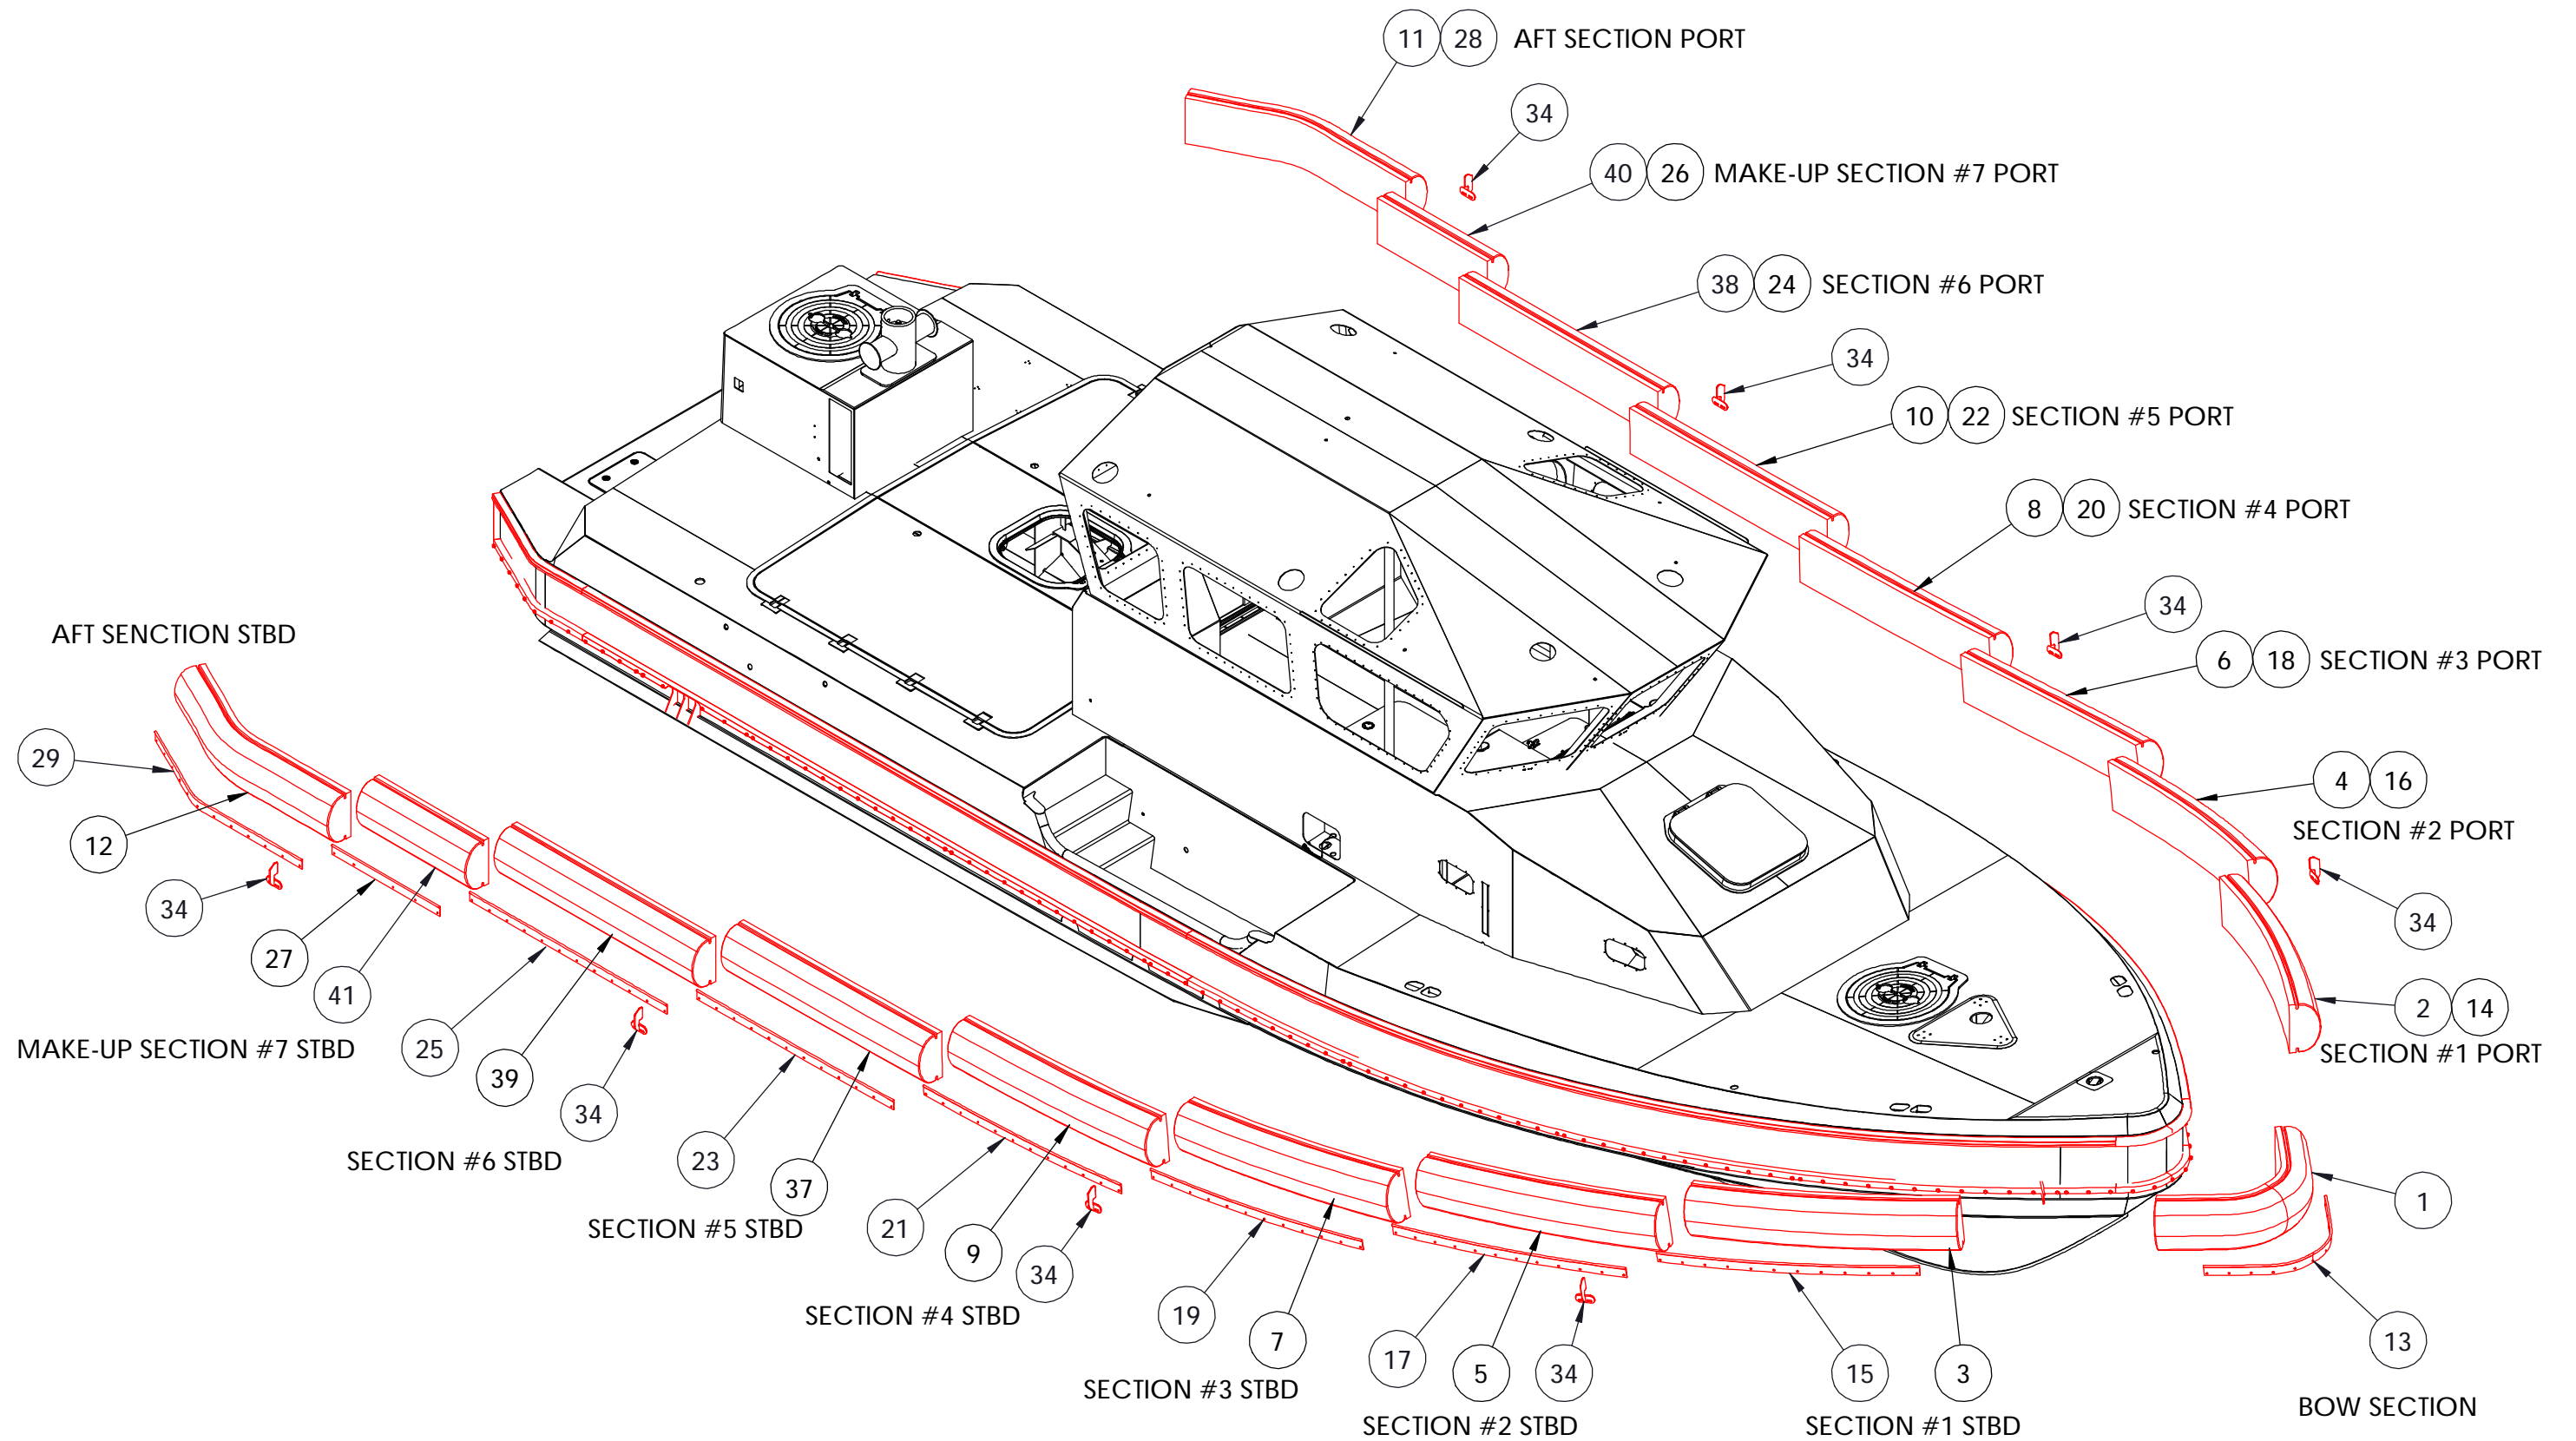 11 28 AFT SECTION PORT
34
40 26 MAKE-UP SECTION #7 PORT
38 24 SECTION #6 PORT
34
10 22 SECTION #5 PORT
8 20 SECTION #4 PORT
34
6 18 SECTION #3 PORT
4 16
SECTION #2 PORT
34
2 14
SECTION #1 PORT
1
13
BOW SECTION
AFT SENCTION STBD
29
12
34
27
41
MAKE-UP SECTION #7 STBD
25
39
34
SECTION #6 STBD
23
37
SECTION #5 STBD
21
9
34
SECTION #4 STBD
19
7
SECTION #3 STBD
17
5
34
SECTION #2 STBD
15
3
SECTION #1 STBD